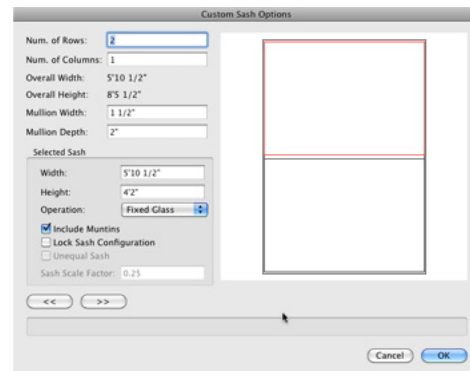 Custom Sash Options
Num. of Rows: 2
Num. of Columns: 1
Overall Width: 5'10 1/2"
Overall Height: 8'5 1/2"
Mullion Width: 1 1/2"
Mullion Depth: 2"
Selected Sash
Width: 5'10 1/2"
Height: 4'2"
Operation: Fixed Glass
Include Muntins
Lock Sash Configuration
Unequal Sash
Sash Scale Factor: 0.25
<< >>
Cancel OK